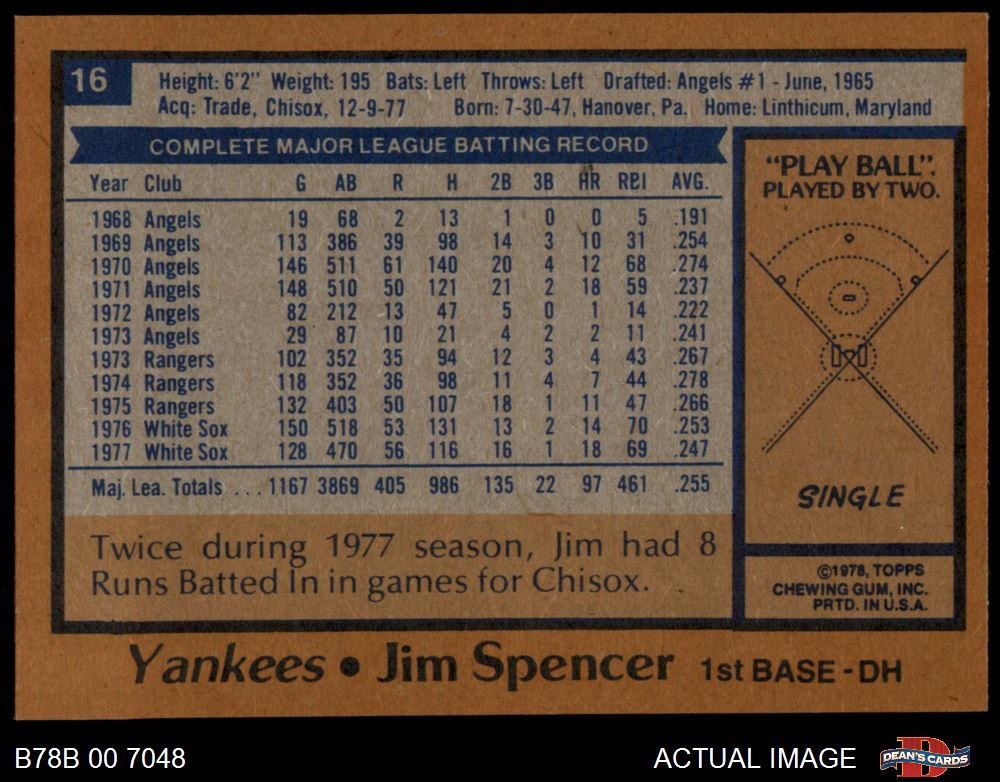 16
Height: 6'2" Weight: 195 Bats: Left Throws: Left Drafted: Angels #1 - June, 1965
Acq: Trade, Chisox, 12-9-77 Born: 7-30-47, Hanover, Pa. Home: Linthicum, Maryland
COMPLETE MAJOR LEAGUE BATTING RECORD
Year Club G AB R H 2B 3B HR RBI AVG.
1968 Angels 19 68 2 13 1 0 0 5 .191
1969 Angels 113 386 39 98 14 3 10 31 .254
1970 Angels 146 511 61 140 20 4 12 68 .274
1971 Angels 148 510 50 121 21 2 18 59 .237
1972 Angels 82 212 13 47 5 0 1 14 .222
1973 Angels 29 87 10 21 4 2 2 11 .241
1973 Rangers 102 352 35 94 12 3 4 43 .267
1974 Rangers 118 352 36 98 11 4 7 44 .278
1975 Rangers 132 403 50 107 18 1 11 47 .266
1976 White Sox 150 518 53 131 13 2 14 70 .253
1977 White Sox 128 470 56 116 16 1 18 69 .247
Maj. Lea. Totals ... 1167 3869 405 986 135 22 97 461 .255
Twice during 1977 season, Jim had 8
Runs Batted In in games for Chisox.
"PLAY BALL".
PLAYED BY TWO.
SINGLE
©1978, TOPPS
CHEWING GUM, INC.
PRTD. IN U.S.A.
Yankees • Jim Spencer 1st BASE - DH
B78B 00 7048
ACTUAL IMAGE
DEAN'S CARDS